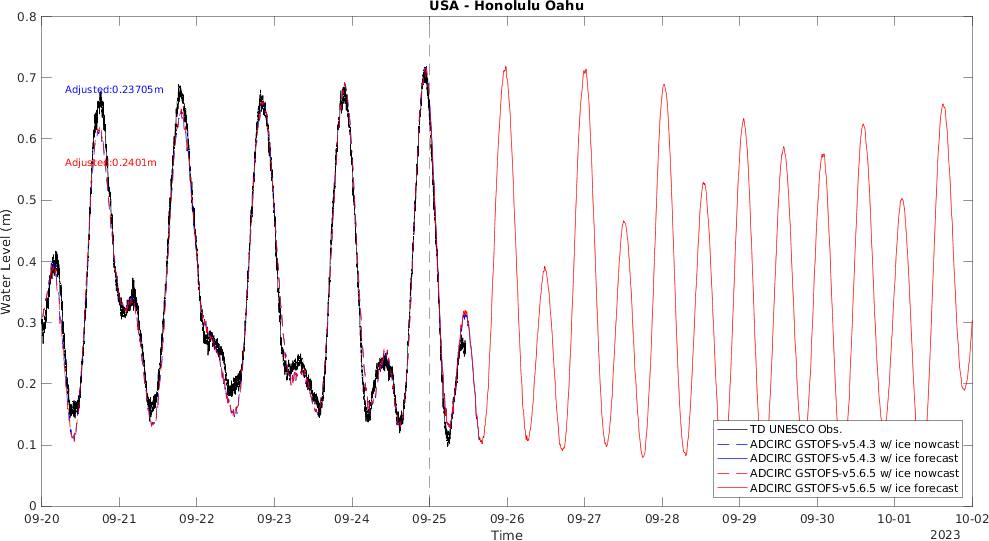 USA - Honolulu Oahu
0.8
0.7
0.6
0.5
0.4
0.3
0.2
0.1
0
Water Level (m)
Adjusted:0.23705m
Adjusted:0.2401m
TD UNESCO Obs.
ADCIRC GSTOFS-v5.4.3 w/ ice nowcast
ADCIRC GSTOFS-v5.4.3 w/ ice forecast
ADCIRC GSTOFS-v5.6.5 w/ ice nowcast
ADCIRC GSTOFS-v5.6.5 w/ ice forecast
09-20 09-21 09-22 09-23 09-24 09-25 09-26 09-27 09-28 09-29 09-30 10-01 10-02
Time
2023